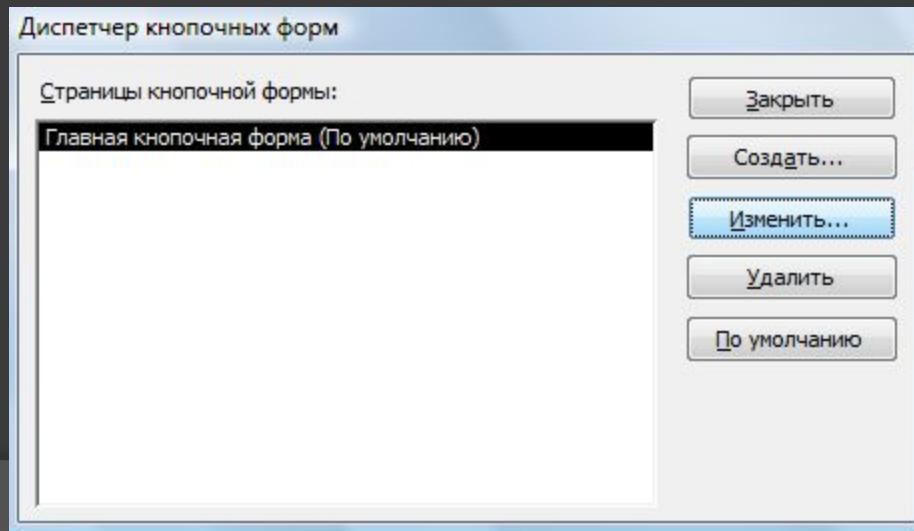 Диспетчер кнопочных форм
Страницы кнопочной формы:
Главная кнопочная форма (По умолчанию)
Закрыть
Создать...
Изменить...
Удалить
По умолчанию